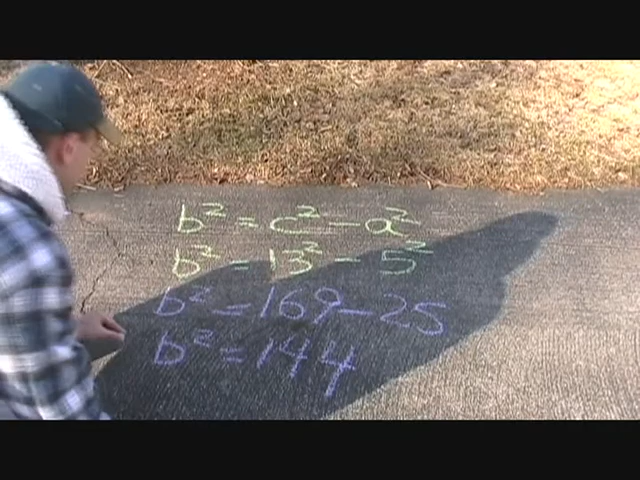 b² = c² - a²
b² = 13² - 5²
b² = 169 - 25
b² = 144